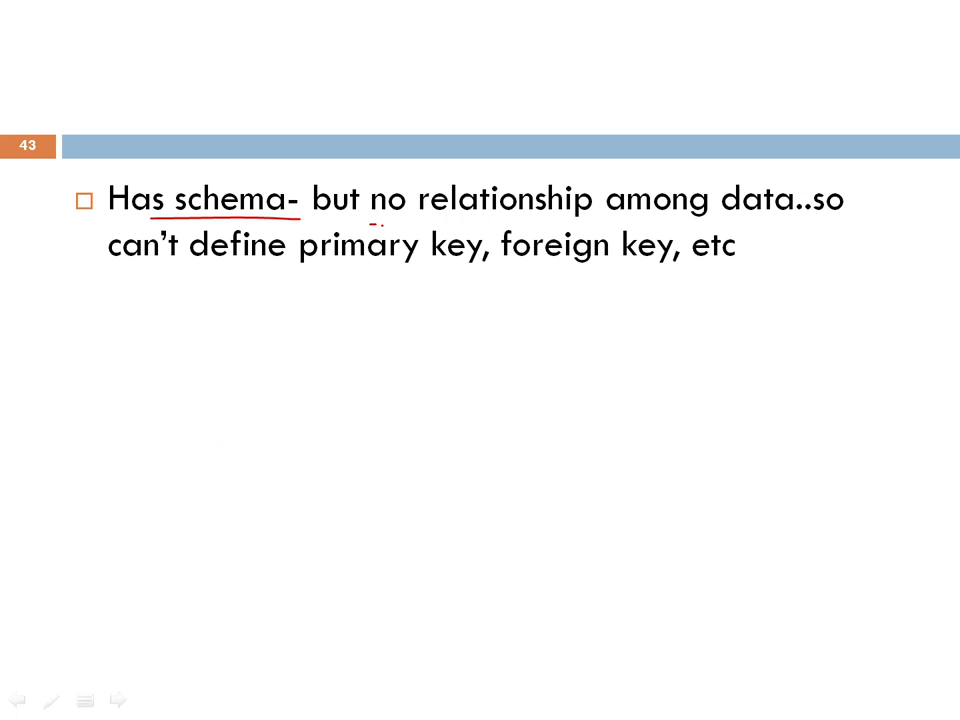 43
Has schema- but no relationship among data..so
can’t define primary key, foreign key, etc